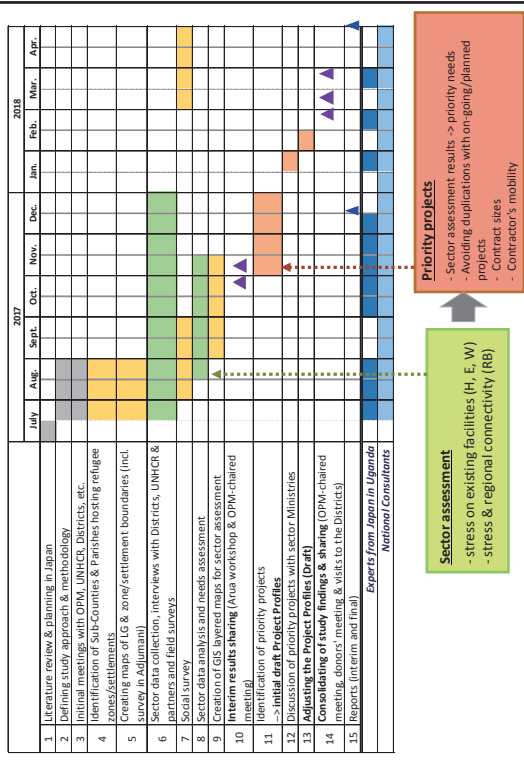 2017
2018
July
Aug.
Sept.
Oct.
Nov.
Dec.
Jan.
Feb.
Mar.
Apr.
1 Literature review & planning in Japan
2 Defining study approach & methodology
3 Initinal meetings with OPM, UNHCR, Districts, etc.
4 Identification of Sub-Counties & Parishes hosting refugee
zones/settlements
5 Creating maps of LG & zone/settlement boundaries (incl.
survey in Adjumani)
6 Sector data collection, interviews with Districts, UNHCR &
partners and field surveys
7 Social survey
8 Sector data analysis and needs assessment
9 Creation of GIS layered maps for sector assessment
10 Interim results sharing (Arua workshop & OPM-chaired
meeting)
11 Identification of priority projects
--> initial draft Project Profiles
12 Discussion of priority projects with sector Ministries
13 Adjusting the Project Profiles (Draft)
14 Consolidating of study findings & sharing (OPM-chaired
meeting, donors' meeting & visits to the Districts)
15 Reports (interim and final)
Experts from Japan in Uganda
National Consultants
Sector assessment
- stress on existing facilities (H, E, W)
- stress & regional connectivity (RB)
Priority projects
- Sector assessment results -> priority needs
- Avoiding duplications with on-going/planned
projects
- Contract sizes
- Contractor's mobility